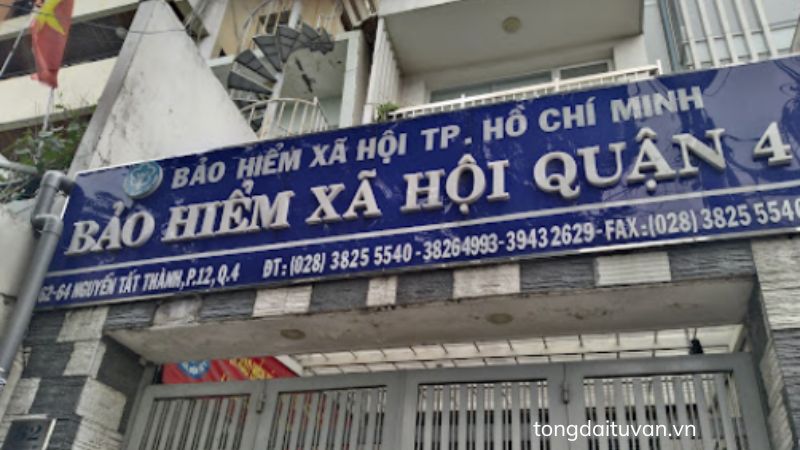 BẢO HIỂM XÃ HỘI TP. HỒ CHÍ MINH
BẢO HIỂM XÃ HỘI QUẬN 4
62-64 NGUYỄN TẤT THÀNH, P.12, Q.4 ĐT: (028) 3825 5540 - 38264993 - 3943 2629 - FAX: (028) 3825 5540
tongdaituvan.vn